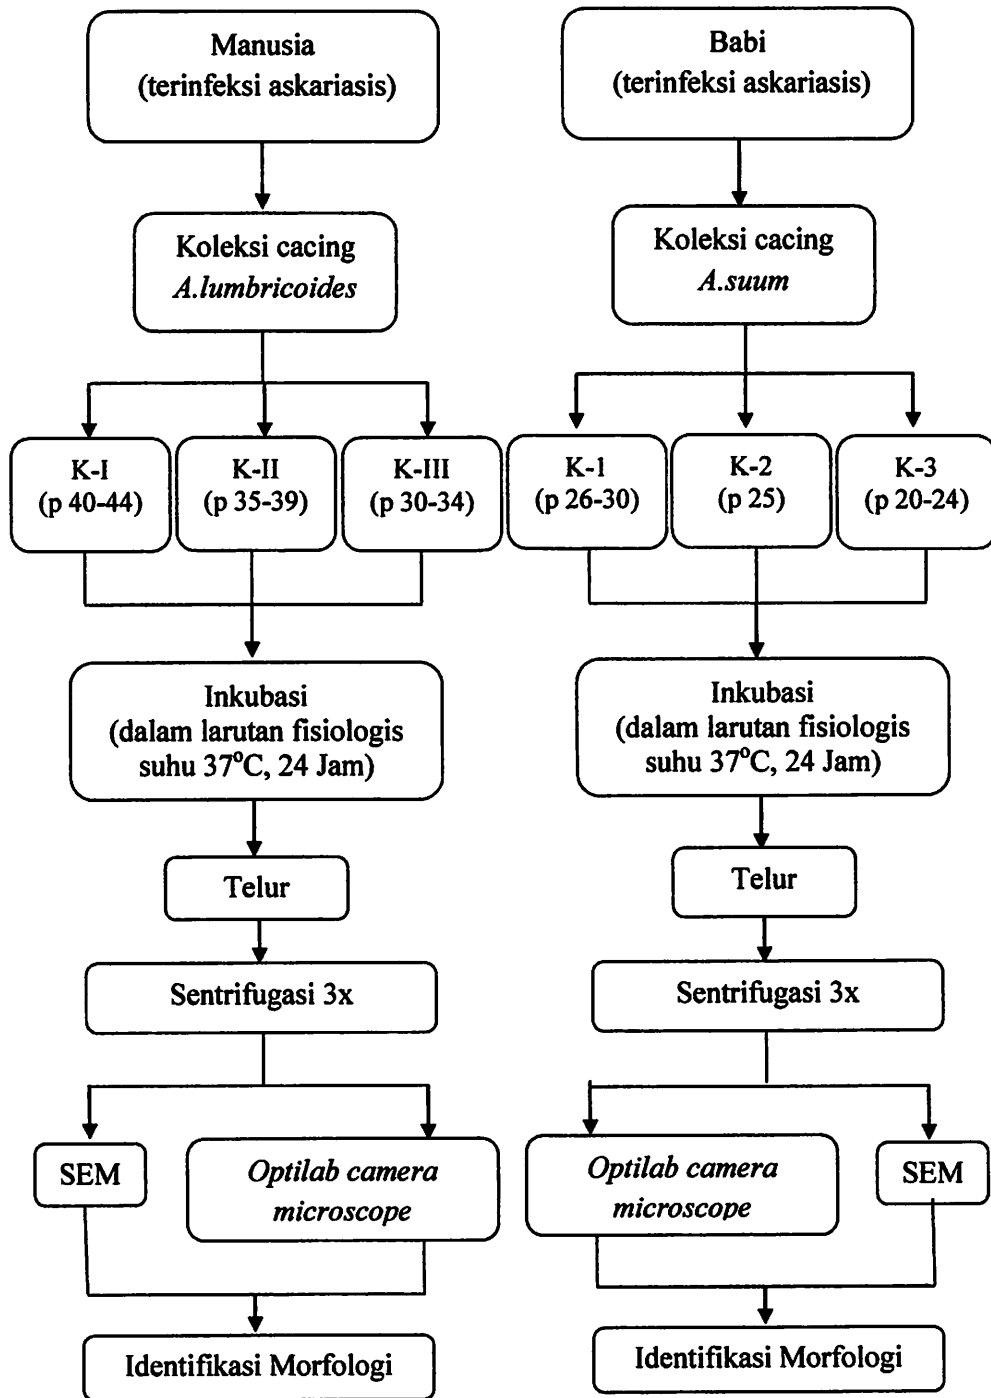 Manusia
(terinfeksi askariasis)
Koleksi cacing
A.lumbricoides
K-I
(p 40-44)
K-II
(p 35-39)
K-III
(p 30-34)
Inkubasi
(dalam larutan fisiologis
suhu 37°C, 24 Jam)
Telur
Sentrifugasi 3x
SEM
Optilab camera
microscope
Identifikasi Morfologi
Babi
(terinfeksi askariasis)
Koleksi cacing
A.suum
K-1
(p 26-30)
K-2
(p 25)
K-3
(p 20-24)
Inkubasi
(dalam larutan fisiologis
suhu 37°C, 24 Jam)
Telur
Sentrifugasi 3x
Optilab camera
microscope
SEM
Identifikasi Morfologi